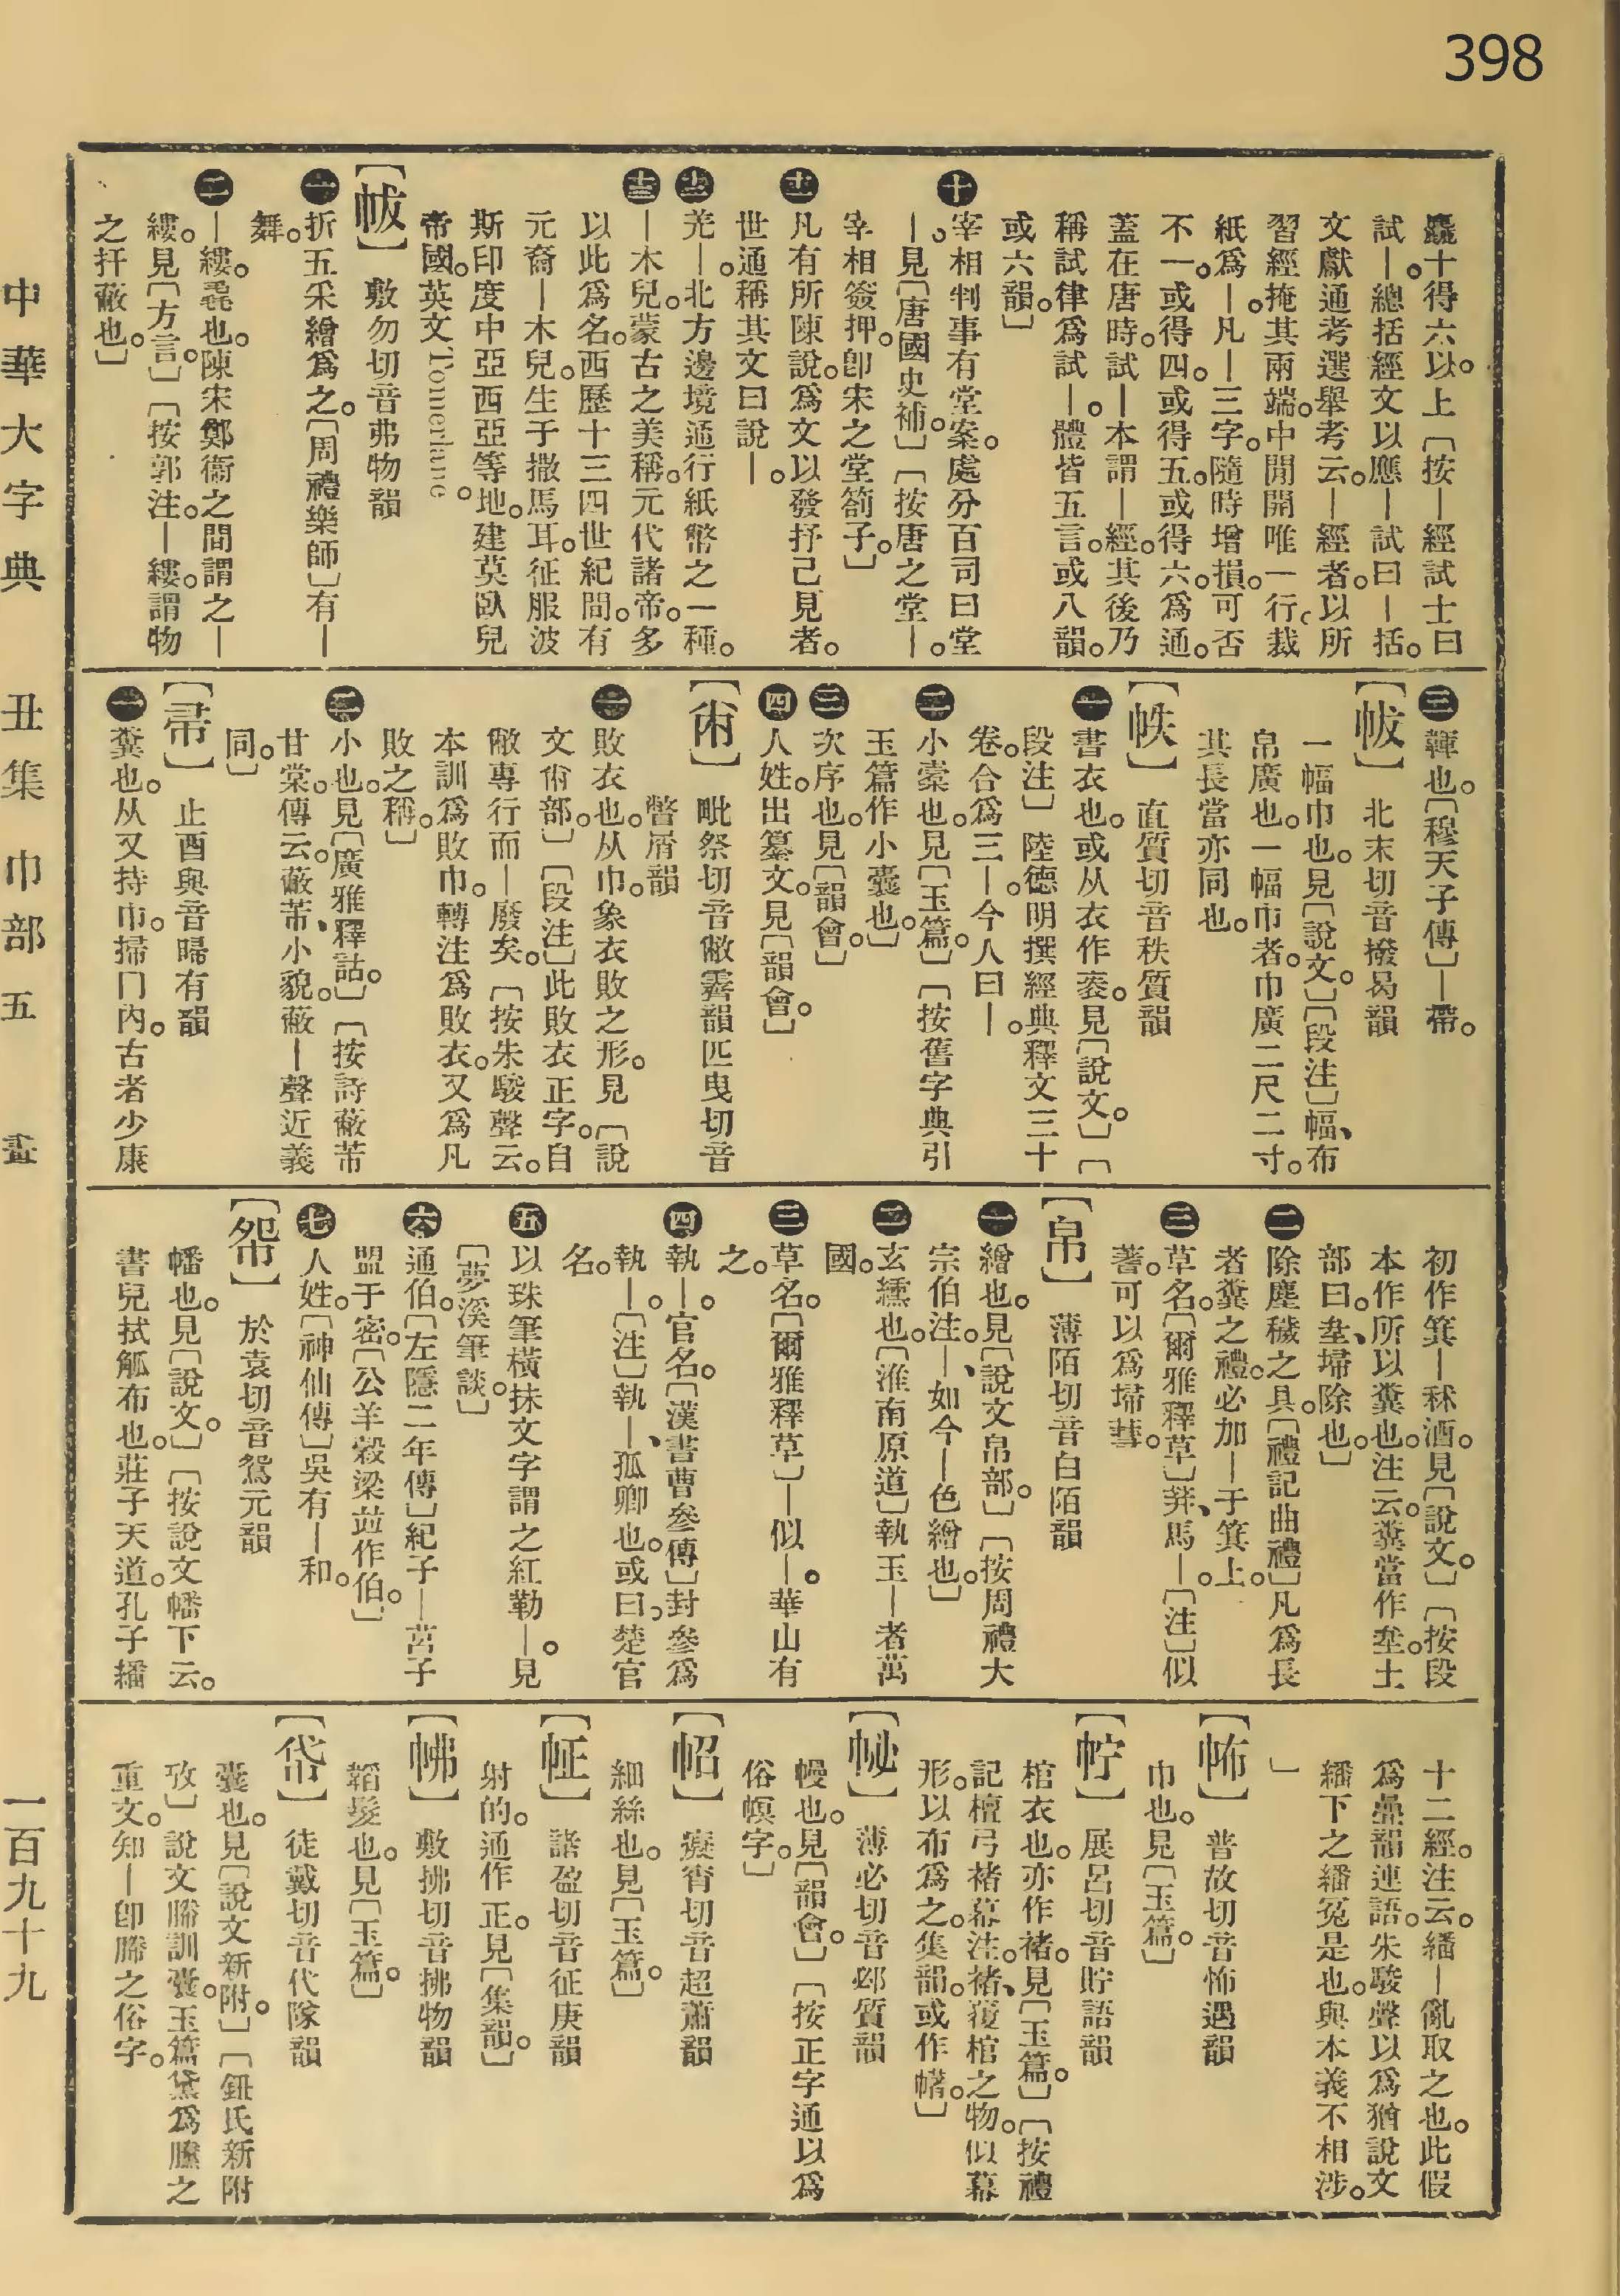 398
麤十得六。以上〔按｜經試士曰
試｜。總括經文以應｜試曰｜括。
文獻通考選舉考云。｜經者。以所
習經掩其兩端。中閒開唯一行。裁
紙爲｜。凡｜三字。隨時增損。可否
不一。或得四。或得五。或得六。爲通。
蓋在唐時。試｜本謂｜經。其後乃
稱試律爲試｜。體皆五言。或八韻。
或六韻。〕
⓾宰相判事有堂案。處分百司曰堂
｜。見〔唐國史補。〕〔按唐之堂｜。
宰相簽押。卽宋之堂劄子。〕
⓫凡有所陳說。爲文以發抒己見者。
世通稱其文曰說｜。
⓬羌｜。北方邊境通行紙幣之一種。
⓭｜木兒。蒙古之美稱。元代諸帝。多
以此爲名。西歷十三四世紀閒。有
元裔｜木兒。生于撒馬耳。征服波
斯印度中亞西亞等地。建莫臥兒
帝國。英文 Tomerlane。
〔帗〕 敷勿切音弗物韻
㊀折五采繒爲之。〔周禮樂師〕有｜
舞。
㊁｜縷。毳也。陳宋鄭衞之間謂之｜
縷。見〔方言。〕〔按郭注。｜縷。謂物
之扞蔽也。〕
㊂韠也。〔穆天子傳〕｜帶。
〔帗〕 北末切音撥曷韻
一幅巾也。見〔說文。〕〔段注〕幅、布
帛廣也。一幅巾者。巾廣二尺二寸。
其長當亦同也。
〔帙〕 直質切音秩質韻
㊀書衣也。或从衣作袠。見〔說文。〕〔
段注〕陸德明撰經典釋文三十
卷。合爲三｜。今人曰｜。
㊁小橐也。見〔玉篇。〕〔按舊字典引
玉篇作小囊也。〕
㊂次序也。見〔韻會。〕
㊃人姓。出纂文。見〔韻會。〕
〔㡀〕 毗祭切音敝霽韻匹曳切音
瞥屑韻
㊀敗衣也。从巾。象衣敗之形。見〔說
文㡀部。〕〔段注〕此敗衣正字。自
敝專行而｜廢矣。〔按朱駿聲云。
本訓爲敗巾。轉注爲敗衣。又爲凡
敗之稱。〕
㊁小也。見〔廣雅釋詁。〕〔按詩蔽芾
甘棠。傳云。蔽芾、小貌。蔽｜聲近義
同。〕
〔帚〕 止酉與音㱕有韻
㊀糞也。从又持巾。掃冂內。古者少康
初作箕｜秫酒。見〔說文。〕〔按段
本作所以糞也。注云。糞當作坴。土
部曰。坴、埽除也。〕
㊁除塵穢之具。〔禮記曲禮〕凡爲長
者糞之禮。必加｜于箕上。
㊂草名。〔爾雅釋草〕荓、馬｜。〔注〕似
蓍。可以爲埽彗。
〔帛〕 薄陌切音白陌韻
㊀繒也。見〔說文帛部。〕〔按周禮大
宗伯注。｜、如今｜色繒也。〕
㊁玄纁也。〔淮南原道〕執玉｜者萬
國。
㊂草名。〔爾雅釋草〕｜似｜。華山有
之。
㊃執｜。官名。〔漢書曹參傳〕封參爲
執｜。〔注〕執｜、孤卿也。或曰。楚官
名。
㊄以珠筆橫抹文字謂之紅勒｜。見
〔夢溪筆談。〕
㊅通伯。〔左隱二年傳〕紀子｜莒子
盟于密。〔公羊穀梁竝作伯。〕
㊆人姓。〔神仙傳〕吳有｜和。
〔帤〕 於袁切音鴛元韻
幡也。見〔說文。〕〔按說文幡下云。
書兒拭觚布也。莊子天道。孔子繙
十二經。注云。繙｜亂取之也。此假
爲曡韻連語。朱駿聲以爲猶說文
繙下之繙冤是也。與本義不相涉。
〕
〔㤃〕 普故切音怖遇韻
巾也。見〔玉篇。〕
〔㡧〕 展呂切音貯語韻
棺衣也。亦作褚。見〔玉篇。〕〔按禮
記檀弓褚幕注。褚、覆棺之物。似幕
形。以布爲之。集韻。或作㡧。〕
〔䘭〕 薄必切音邲質韻
幔也。見〔韻會。〕〔按正字通以爲
俗幎字。〕
〔㡈〕 癡宵切音超蕭韻
細絲也。見〔玉篇。〕
〔㡠〕 諸盈切音征庚韻
射的。通作正。見〔集韻。〕
〔㡇〕 敷拂切音拂物韻
韜髮也。見〔玉篇。〕
〔帒〕 徒戴切音代隊韻
囊也。見〔說文新附。〕〔鈕氏新附
攷〕說文幐訓囊。玉篇黛爲黱之
重文。知｜卽幐之俗字。
中華大字典 丑集 巾部 五畫 一百九十九